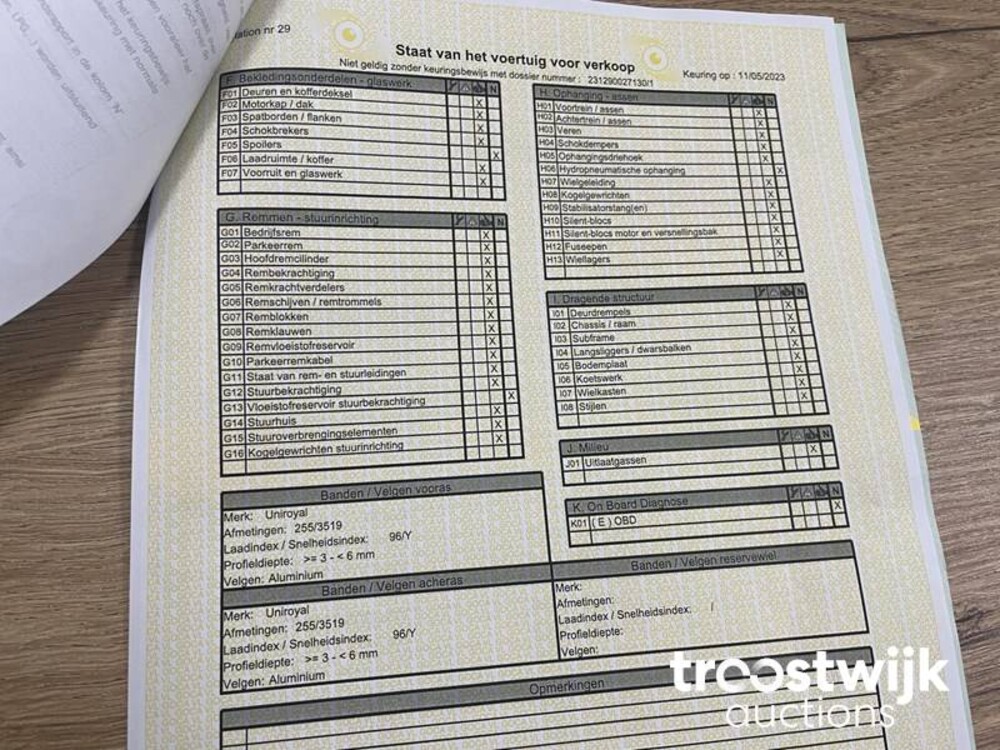 nr 29
Staat van het voertuig voor verkoop
Niet geldig zonder keuringsbewijs met dossier nummer : 231290027130/1
Keuring op : 11/05/2023
F. Bekledingsonderdelen - glaswerk N
F01 Deuren en kofferdeksel X
F02 Motorkap / dak X
F03 Spatborden / flanken X
F04 Schokbrekers X
F05 Spoilers X
F06 Laadruimte / koffer X
F07 Voorruit en glaswerk X
G. Remmen - stuurinrichting N
G01 Bedrijfsrem X
G02 Parkeerrem X
G03 Hoofdremcilinder X
G04 Rembekrachtiging X
G05 Remkrachtverdelers X
G06 Remschijven / remtrommels X
G07 Remblokken X
G08 Remklauwen X
G09 Remvloeistofreservoir X
G10 Parkeerremkabel X
G11 Staat van rem- en stuurleidingen X
G12 Stuurbekrachtiging X
G13 Vloeistofreservoir stuurbekrachtiging X
G14 Stuurhuis X
G15 Stuuroverbrengingselementen X
G16 Kogelgewrichten stuurinrichting X
H. Ophanging - assen N
H01 Voortrein / assen X
H02 Achtertrein / assen X
H03 Veren X
H04 Schokdempers X
H05 Ophangingsdriehoek X
H06 Hydropneumatische ophanging X
H07 Wielgeleiding X
H08 Kogelgewrichten X
H09 Stabilisatorstang(en) X
H10 Silent-blocs X
H11 Silent-blocs motor en versnellingsbak X
H12 Fuseepen X
H13 Wiellagers X
I. Dragende structuur N
I01 Deurdrempels X
I02 Chassis / raam X
I03 Subframe X
I04 Langsliggers / dwarsbalken X
I05 Bodemplaat X
I06 Koetswerk X
I07 Wielkasten X
I08 Stijlen X
J. Milieu N
J01 Uitlaatgassen X
K. On Board Diagnose N
K01 ( E ) OBD X
Banden / Velgen vooras
Merk: Uniroyal
Afmetingen: 255/3519
Laadindex / Snelheidsindex: 96/Y
Profieldiepte: >= 3 - < 6 mm
Velgen: Aluminium
Banden / Velgen acheras
Merk: Uniroyal
Afmetingen: 255/3519
Laadindex / Snelheidsindex: 96/Y
Profieldiepte: >= 3 - < 6 mm
Velgen: Aluminium
Banden / Velgen reservewiel
Merk:
Afmetingen:
Laadindex / Snelheidsindex: /
Profieldiepte:
Velgen:
Opmerkingen
troostwijk
auctions